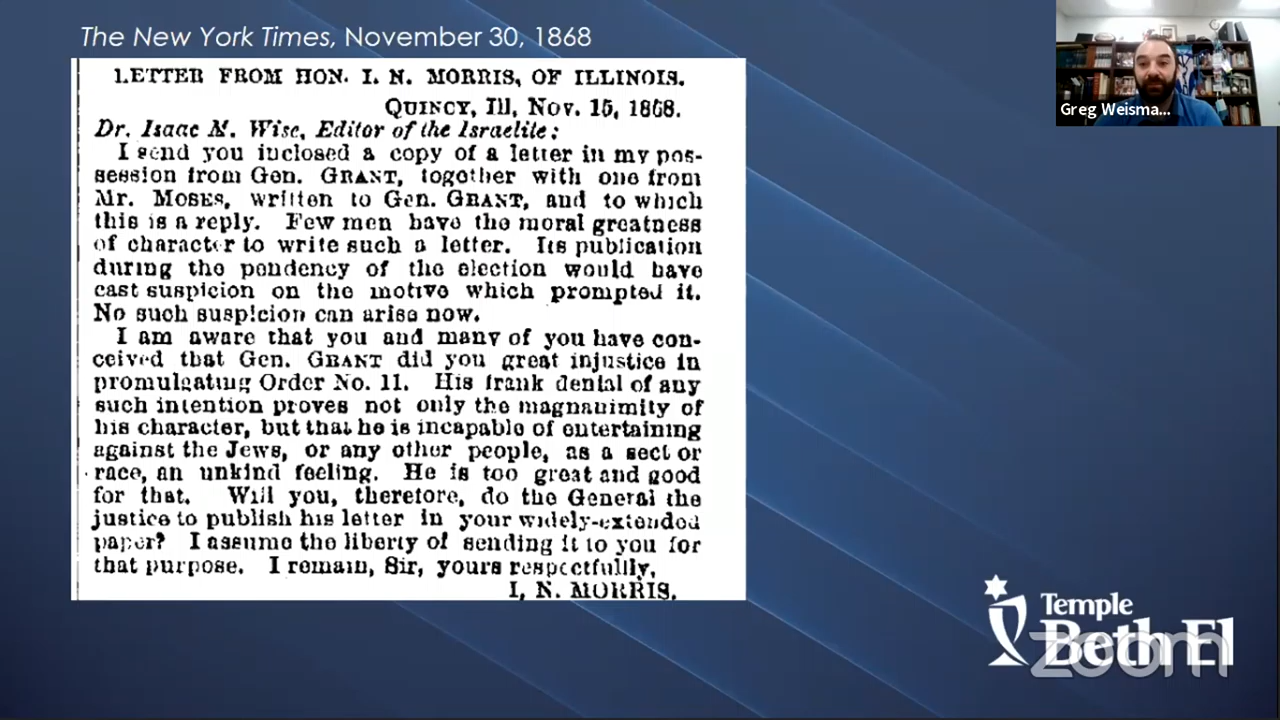 The New York Times, November 30, 1868
LETTER FROM HON. I. N. MORRIS, OF ILLINOIS.
QUINCY, Ill, Nov. 15, 1868.
Dr. Isaac M. Wise, Editor of the Israelite:
I send you inclosed a copy of a letter in my pos-
session from Gen. GRANT, together with one from
Mr. MOSES, written to Gen. GRANT, and to which
this is a reply. Few men have the moral greatness
of character to write such a letter. Its publication
during the pendency of the election would have
cast suspicion on the motive which prompted it.
No such suspicion can arise now.
I am aware that you and many of you have con-
ceived that Gen. GRANT did you great injustice in
promulgating Order No. 11. His frank denial of any
such intention proves not only the magnanimity of
his character, but that he is incapable of entertaining
against the Jews, or any other people, as a sect or
race, an unkind feeling. He is too great and good
for that. Will you, therefore, do the General the
justice to publish his letter in your widely-extended
paper? I assume the liberty of sending it to you for
that purpose. I remain, Sir, yours respectfully,
I. N. MORRIS.
Greg Weisma...
Temple
Beth El
zoom